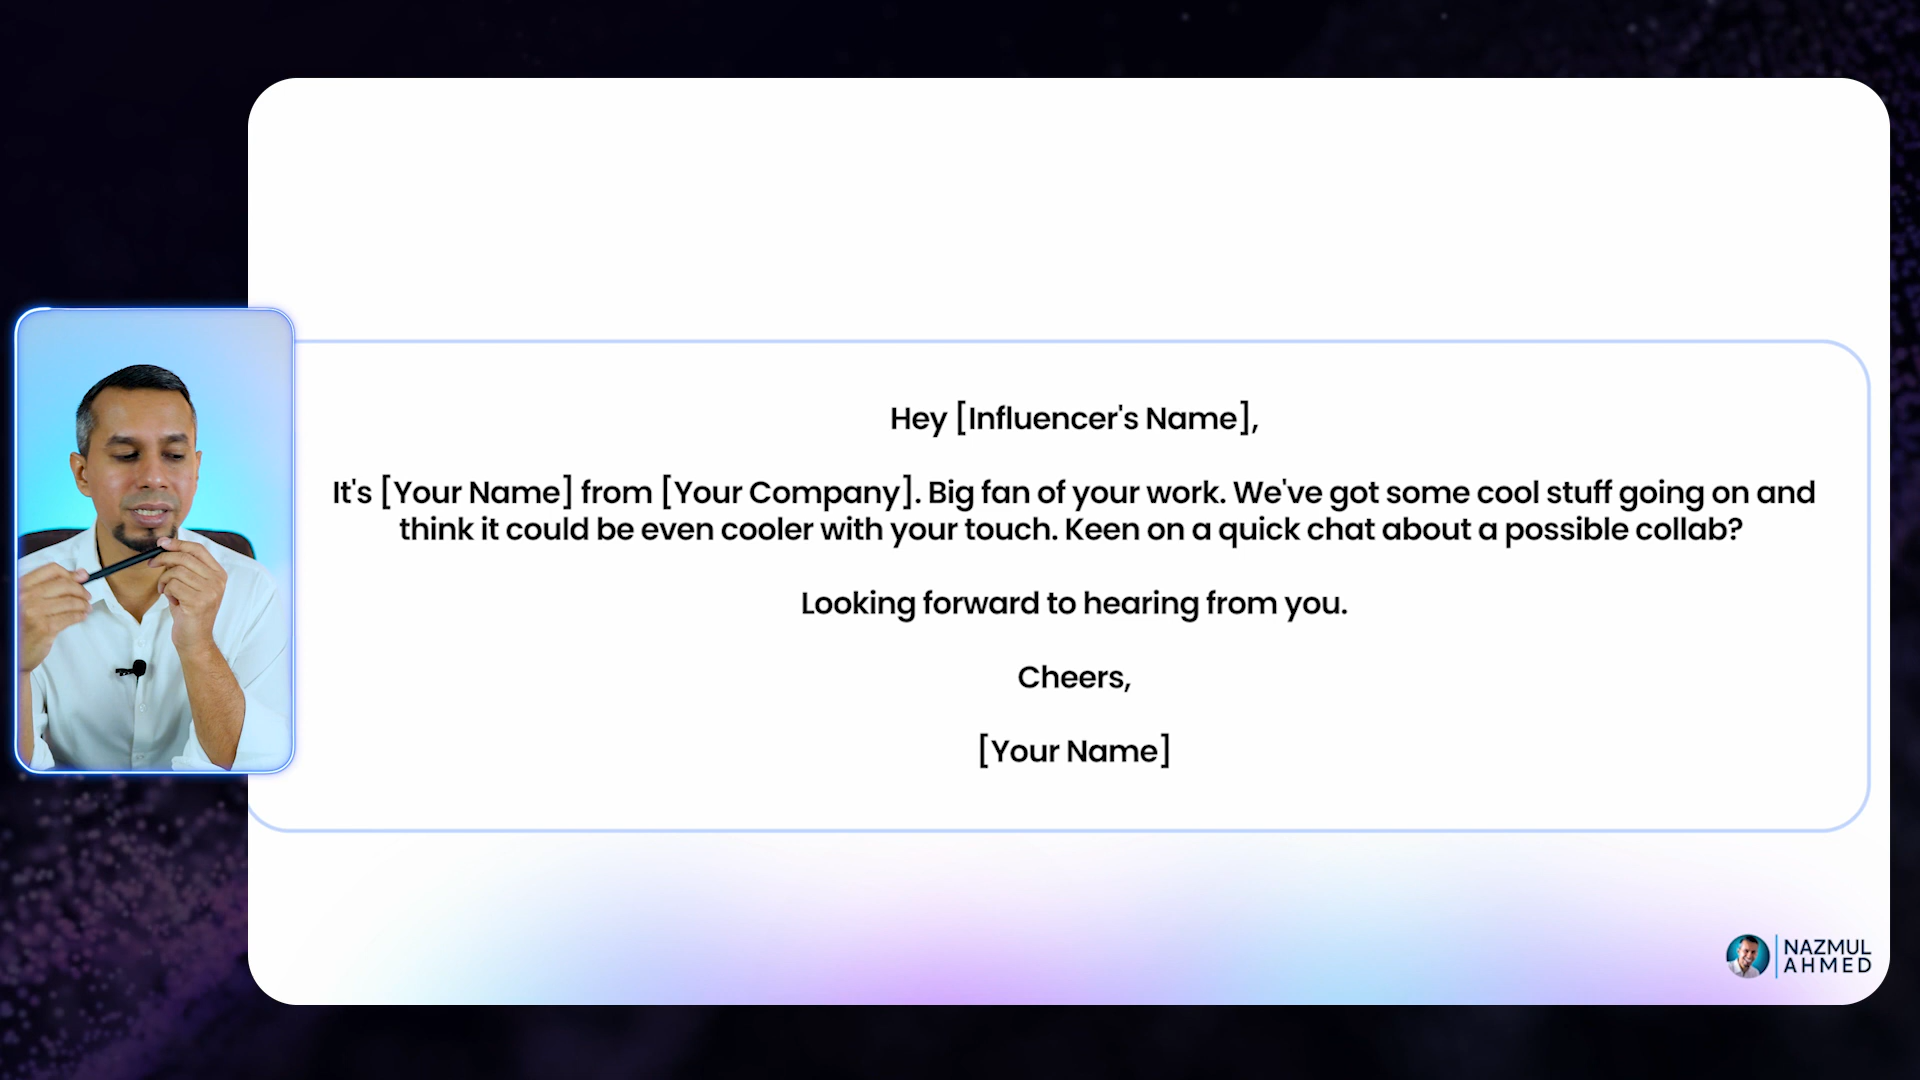 Hey [Influencer's Name],
It's [Your Name] from [Your Company]. Big fan of your work. We've got some cool stuff going on and
think it could be even cooler with your touch. Keen on a quick chat about a possible collab?
Looking forward to hearing from you.
Cheers,
[Your Name]
NAZMUL
AHMED